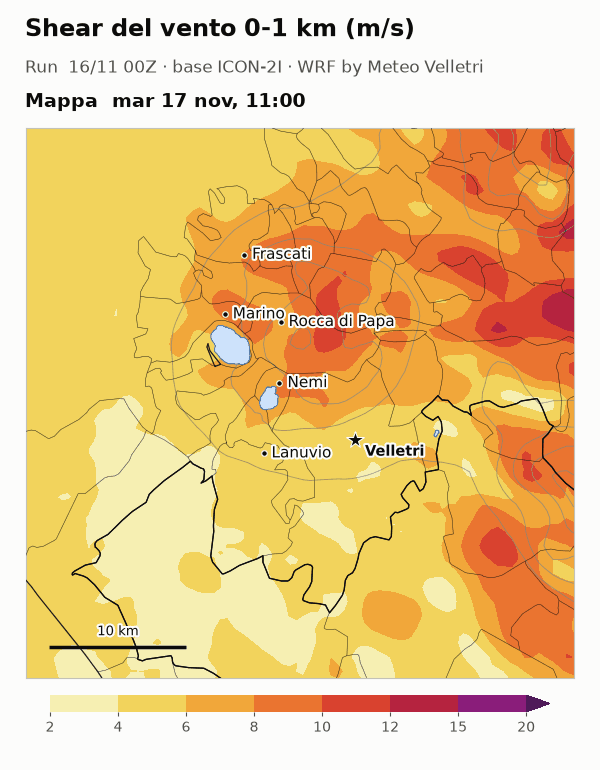 Shear del vento 0-1 km (m/s)
Run  16/11 00Z · base ICON-2I · WRF by Meteo Velletri
Mappa  mar 17 nov, 11:00
Frascati
Marino
Rocca di Papa
Nemi
Velletri
Lanuvio
10 km
2 4 6 8 10 12 15 20